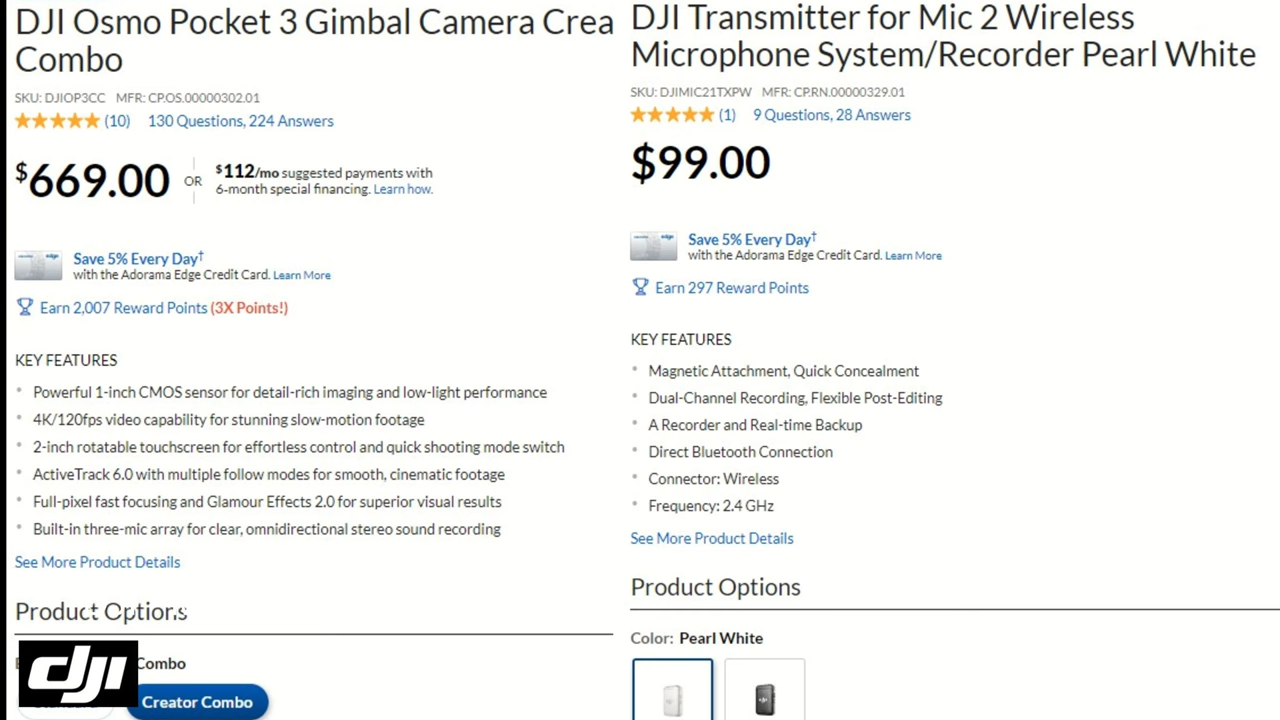 DJI Osmo Pocket 3 Gimbal Camera Crea
Combo
SKU: DJIOP3CC MFR: CP.OS.00000302.01
(10) 130 Questions, 224 Answers
$669.00 OR $112/mo suggested payments with
6-month special financing. Learn how.
Save 5% Every Day†
with the Adorama Edge Credit Card. Learn More
Earn 2,007 Reward Points (3X Points!)
KEY FEATURES
Powerful 1-inch CMOS sensor for detail-rich imaging and low-light performance
4K/120fps video capability for stunning slow-motion footage
2-inch rotatable touchscreen for effortless control and quick shooting mode switch
ActiveTrack 6.0 with multiple follow modes for smooth, cinematic footage
Full-pixel fast focusing and Glamour Effects 2.0 for superior visual results
Built-in three-mic array for clear, omnidirectional stereo sound recording
See More Product Details
Product Options
Combo
Creator Combo
dji
DJI Transmitter for Mic 2 Wireless
Microphone System/Recorder Pearl White
SKU: DJIMIC21TXPW MFR: CP.RN.00000329.01
(1) 9 Questions, 28 Answers
$99.00
Save 5% Every Day†
with the Adorama Edge Credit Card. Learn More
Earn 297 Reward Points
KEY FEATURES
Magnetic Attachment, Quick Concealment
Dual-Channel Recording, Flexible Post-Editing
A Recorder and Real-time Backup
Direct Bluetooth Connection
Connector: Wireless
Frequency: 2.4 GHz
See More Product Details
Product Options
Color: Pearl White